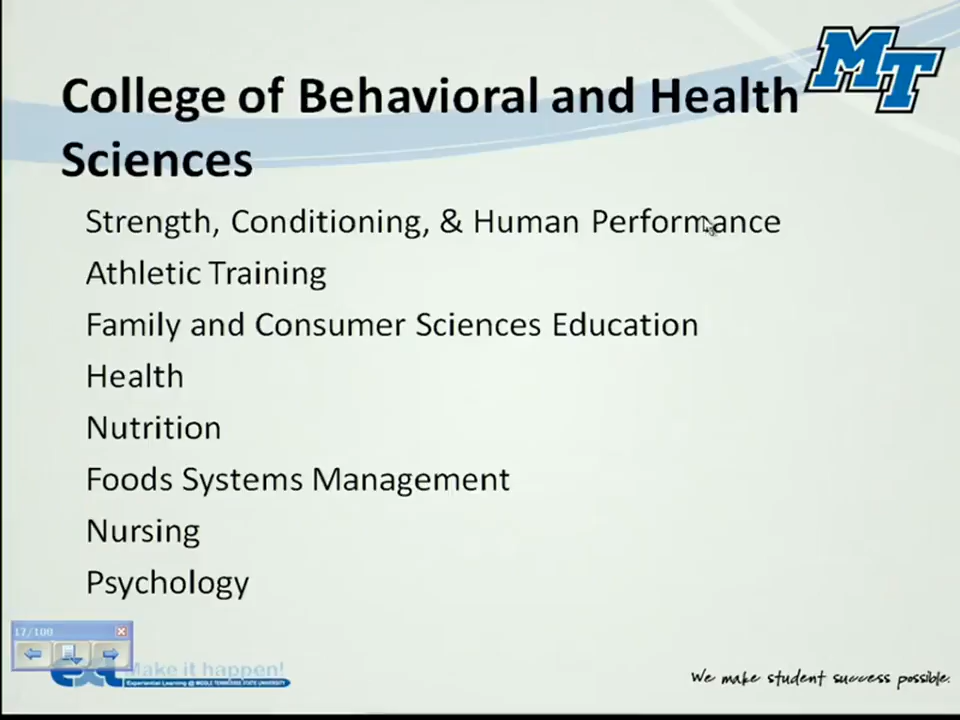 MT
College of Behavioral and Health
Sciences
Strength, Conditioning, & Human Performance
Athletic Training
Family and Consumer Sciences Education
Health
Nutrition
Foods Systems Management
Nursing
Psychology
17/100
exl Make it happen!
Experiential Learning @ MIDDLE TENNESSEE STATE UNIVERSITY
We make student success possible.